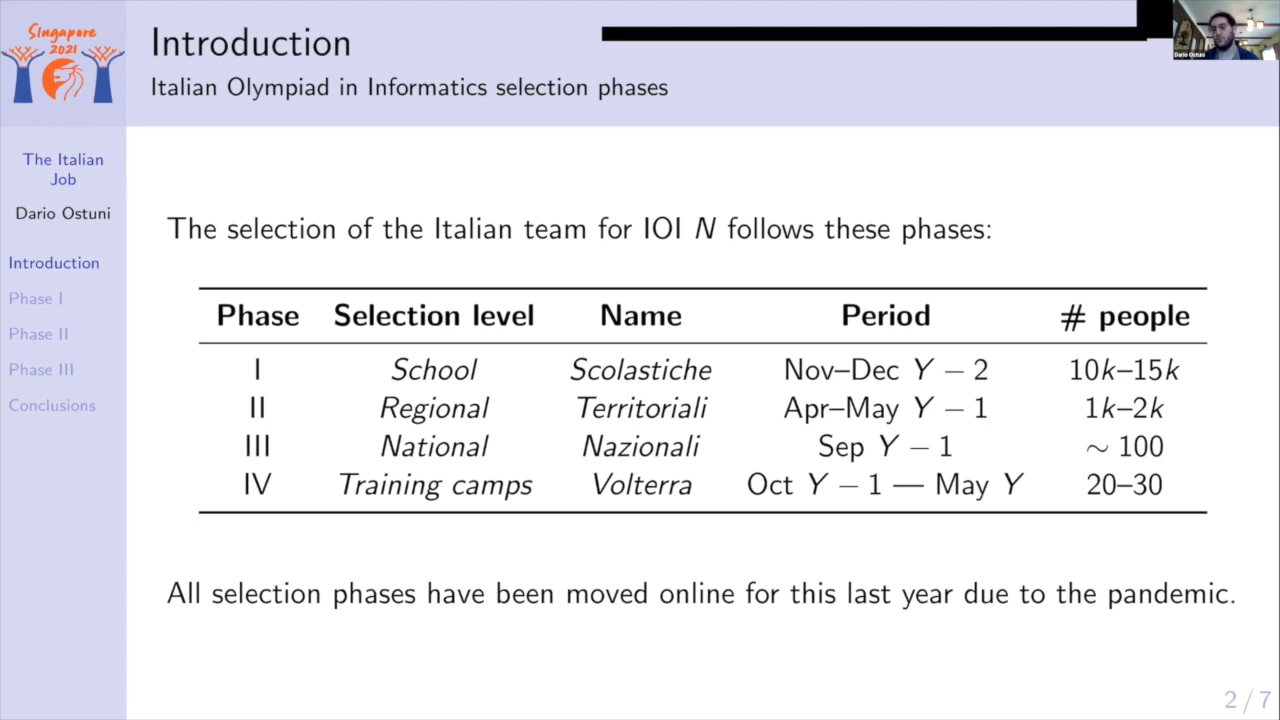 Singapore
2021
Introduction
Italian Olympiad in Informatics selection phases
Dario Ostuni
The Italian
Job
Dario Ostuni
Introduction
Phase I
Phase II
Phase III
Conclusions
The selection of the Italian team for IOI N follows these phases:
Phase Selection level Name Period # people
I School Scolastiche Nov–Dec Y − 2 10k–15k
II Regional Territoriali Apr–May Y − 1 1k–2k
III National Nazionali Sep Y − 1 ∼ 100
IV Training camps Volterra Oct Y − 1 — May Y 20–30
All selection phases have been moved online for this last year due to the pandemic.
2 / 7